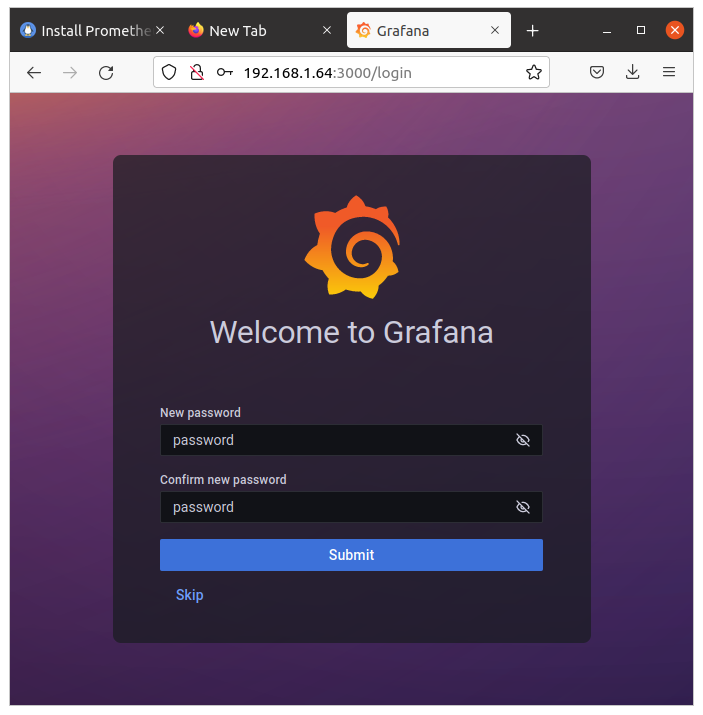 Install Promethe
New Tab
Grafana
192.168.1.64:3000/login
Welcome to Grafana
New password
password
Confirm new password
password
Submit
Skip